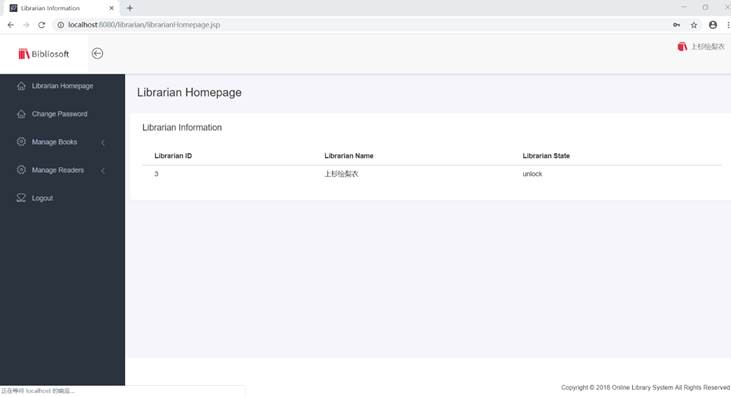 Librarian Information
localhost:8080/librarian/librarianHomepage.jsp
Bibliosoft
上杉绘梨衣
Librarian Homepage
Change Password
Manage Books
Manage Readers
Logout
Librarian Homepage
Librarian Information
Librarian ID Librarian Name Librarian State
3 上杉绘梨衣 unlock
Copyright © 2018 Online Library System All Rights Reserved
正在等待 localhost 的响应...